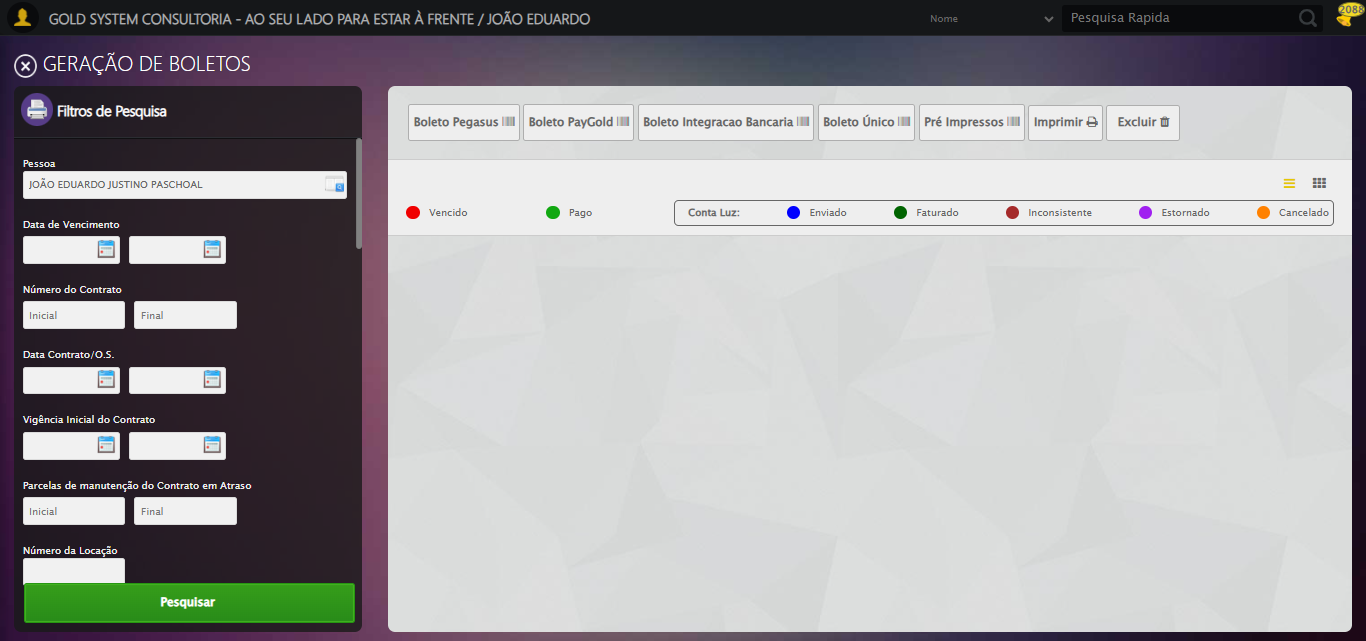 GOLD SYSTEM CONSULTORIA - AO SEU LADO PARA ESTAR À FRENTE / JOÃO EDUARDO
Nome
Pesquisa Rapida
2088
GERAÇÃO DE BOLETOS
Filtros de Pesquisa
Pessoa
JOÃO EDUARDO JUSTINO PASCHOAL
Data de Vencimento
Número do Contrato
Inicial Final
Data Contrato/O.S.
Vigência Inicial do Contrato
Parcelas de manutenção do Contrato em Atraso
Inicial Final
Número da Locação
Pesquisar
Boleto Pegasus Boleto PayGold Boleto Integracao Bancaria Boleto Único Pré Impressos Imprimir Excluir
Vencido Pago Conta Luz: Enviado Faturado Inconsistente Estornado Cancelado